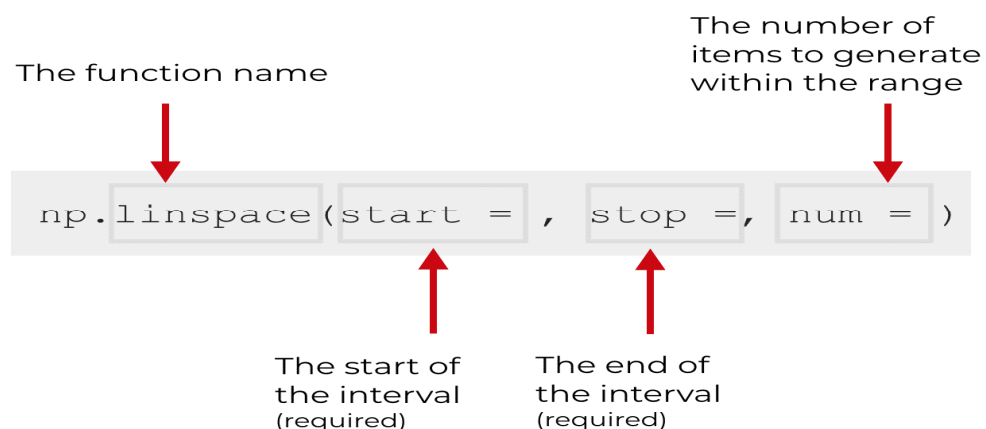 The number of
items to generate
within the range
The function name
np.linspace(start = , stop =, num = )
The start of
the interval
(required)
The end of
the interval
(required)